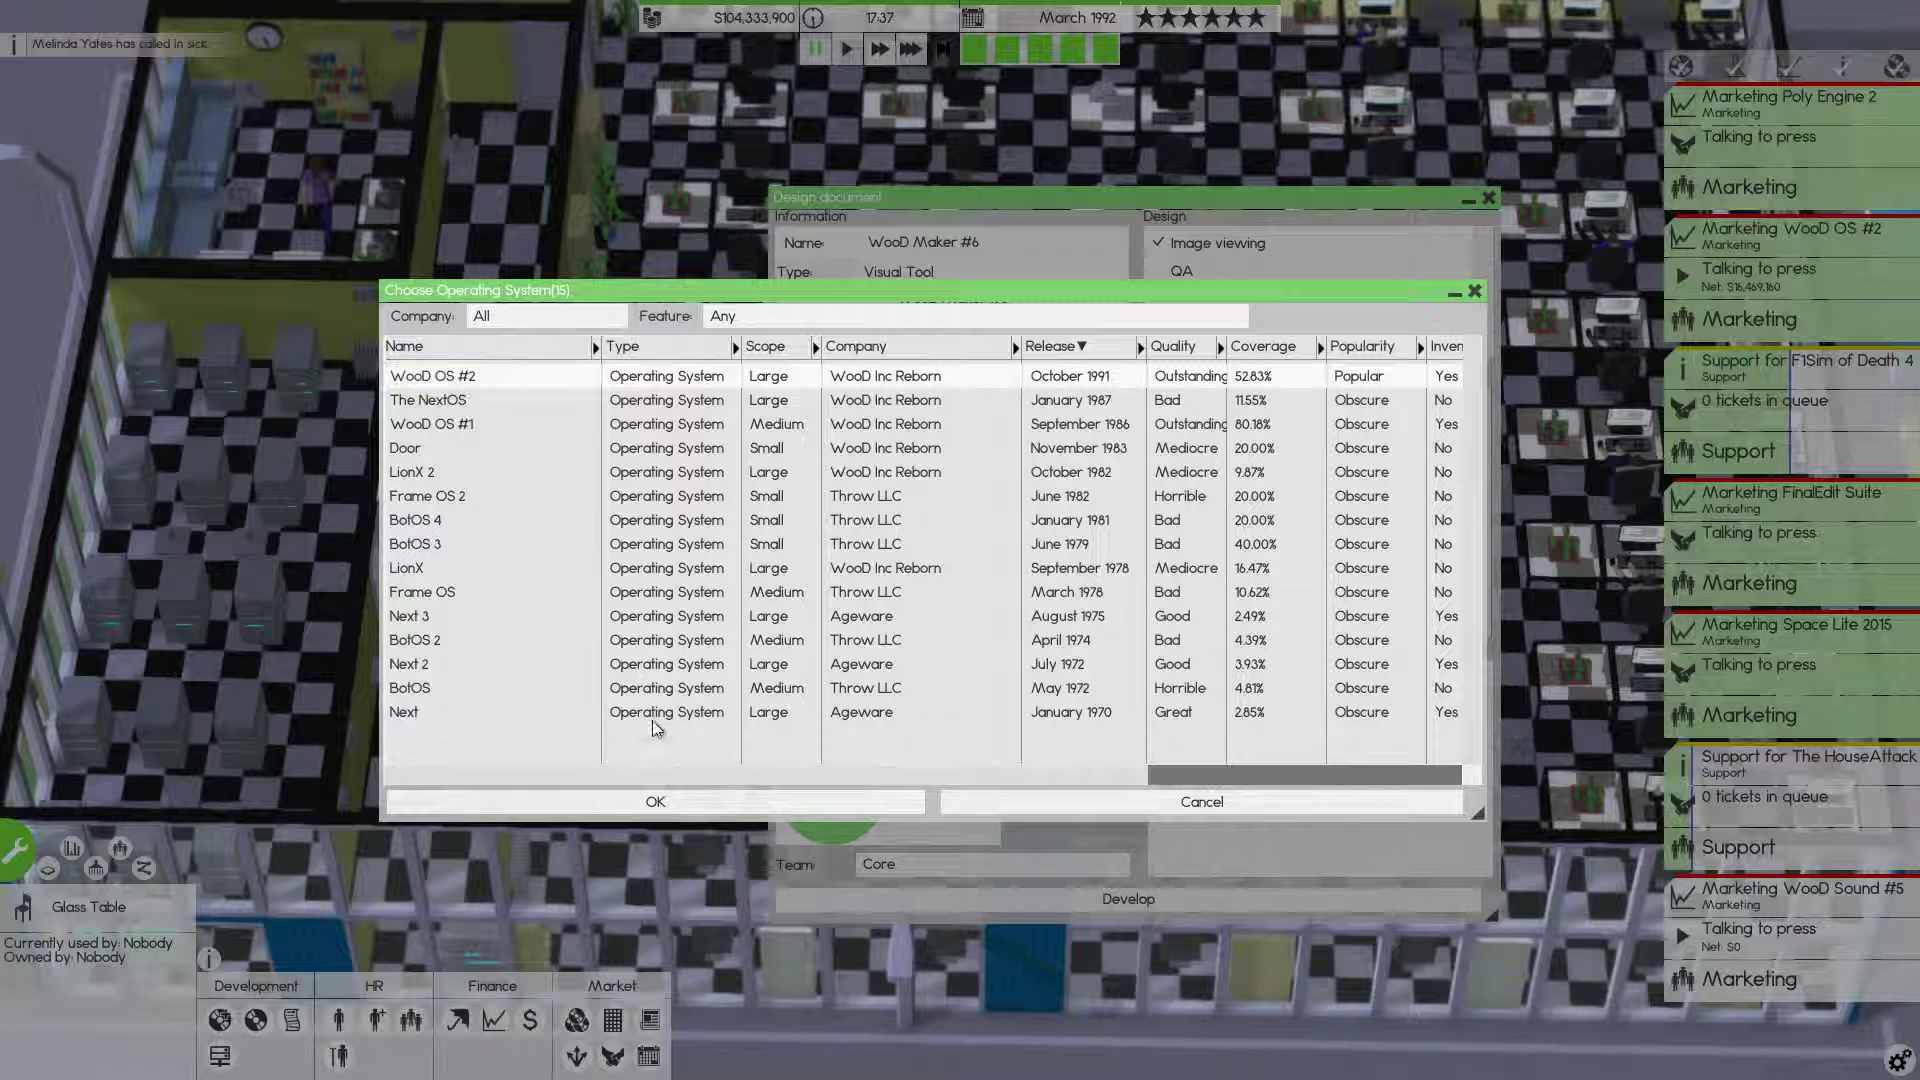 $104,333,900
17:37
March 1992
Melinda Yates has called in sick.
Design document
Information
Design
Name:
WooD Maker #6
Image viewing
Type:
Visual Tool
QA
Choose Operating System(15)
Company:
All
Feature:
Any
Name Type Scope Company Release▼ Quality Coverage Popularity Inven
WooD OS #2 Operating System Large WooD Inc Reborn October 1991 Outstanding 52.83% Popular Yes
The NextOS Operating System Large WooD Inc Reborn January 1987 Bad 11.55% Obscure No
WooD OS #1 Operating System Medium WooD Inc Reborn September 1986 Outstanding 80.18% Obscure Yes
Door Operating System Small WooD Inc Reborn November 1983 Mediocre 20.00% Obscure No
LionX 2 Operating System Large WooD Inc Reborn October 1982 Mediocre 9.87% Obscure No
Frame OS 2 Operating System Small Throw LLC June 1982 Horrible 20.00% Obscure No
BotOS 4 Operating System Small Throw LLC January 1981 Bad 20.00% Obscure No
BotOS 3 Operating System Small Throw LLC June 1979 Bad 40.00% Obscure No
LionX Operating System Large WooD Inc Reborn September 1978 Mediocre 16.47% Obscure No
Frame OS Operating System Medium Throw LLC March 1978 Bad 10.62% Obscure No
Next 3 Operating System Large Ageware August 1975 Good 2.49% Obscure Yes
BotOS 2 Operating System Medium Throw LLC April 1974 Bad 4.39% Obscure No
Next 2 Operating System Large Ageware July 1972 Good 3.93% Obscure Yes
BotOS Operating System Medium Throw LLC May 1972 Horrible 4.81% Obscure No
Next Operating System Large Ageware January 1970 Great 2.85% Obscure Yes
OK
Cancel
Team:
Core
Develop
Marketing Poly Engine 2
Marketing
Talking to press
Marketing
Marketing WooD OS #2
Marketing
Talking to press
Net: $16,469,160
Marketing
Support for F1Sim of Death 4
Support
0 tickets in queue
Support
Marketing FinalEdit Suite
Marketing
Talking to press
Marketing
Marketing Space Lite 2015
Marketing
Talking to press
Marketing
Support for The HouseAttack
Support
0 tickets in queue
Support
Marketing WooD Sound #5
Marketing
Talking to press
Net: $0
Marketing
Glass Table
Currently used by: Nobody
Owned by: Nobody
Development
HR
Finance
Market